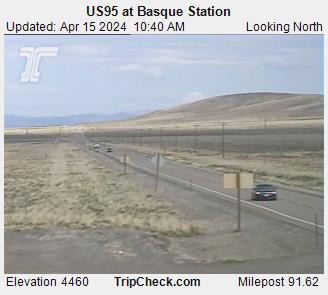 US95 at Basque Station
Updated: Apr 15 2024 10:40 AM Looking North
Elevation 4460 TripCheck.com Milepost 91.62